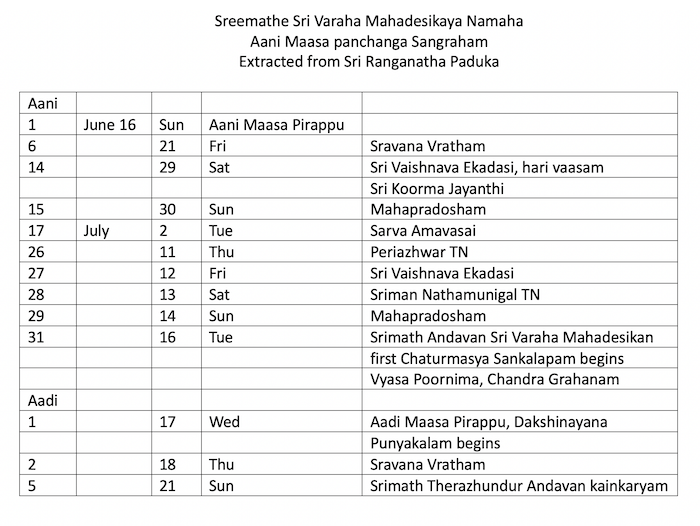 Sreemathe Sri Varaha Mahadesikaya Namaha
Aani Maasa panchanga Sangraham
Extracted from Sri Ranganatha Paduka
Aani
1 June 16 Sun Aani Maasa Pirappu
6 21 Fri Sravana Vratham
14 29 Sat Sri Vaishnava Ekadasi, hari vaasam
Sri Koorma Jayanthi
15 30 Sun Mahapradosham
17 July 2 Tue Sarva Amavasai
26 11 Thu Periazhwar TN
27 12 Fri Sri Vaishnava Ekadasi
28 13 Sat Sriman Nathamunigal TN
29 14 Sun Mahapradosham
31 16 Tue Srimath Andavan Sri Varaha Mahadesikan
first Chaturmasya Sankalapam begins
Vyasa Poornima, Chandra Grahanam
Aadi
1 17 Wed Aadi Maasa Pirappu, Dakshinayana
Punyakalam begins
2 18 Thu Sravana Vratham
5 21 Sun Srimath Therazhundur Andavan kainkaryam